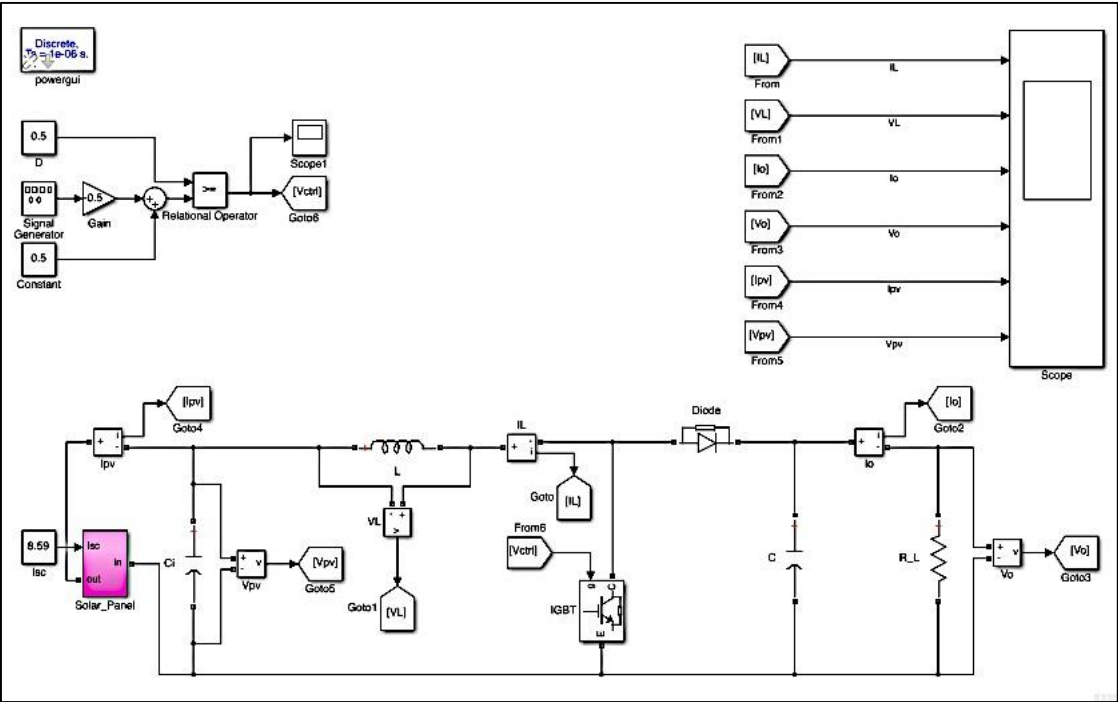 Discrete,
Ts = 1e-06 s.
powergui
0.5
D
Signal
Generator
-0.5
Gain
0.5
Constant
>=
Relational Operator
Scope1
[Vctrl]
Goto6
[IL]
From
IL
[VL]
From1
VL
[Io]
From2
Io
[Vo]
From3
Vo
[Ipv]
From4
Ipv
[Vpv]
From5
Vpv
Scope
[Ipv]
Goto4
+
-
i
Ipv
8.59
Isc
Isc
out
in
Solar_Panel
Ci
+
-
v
Vpv
[Vpv]
Goto5
L
VL
- +
v
Goto1
[VL]
IL
+
-
i
Goto
[IL]
From6
[Vctrl]
IGBT
g
C
E
Diode
C
+
-
i
Io
[Io]
Goto2
R_L
+
-
v
Vo
[Vo]
Goto3